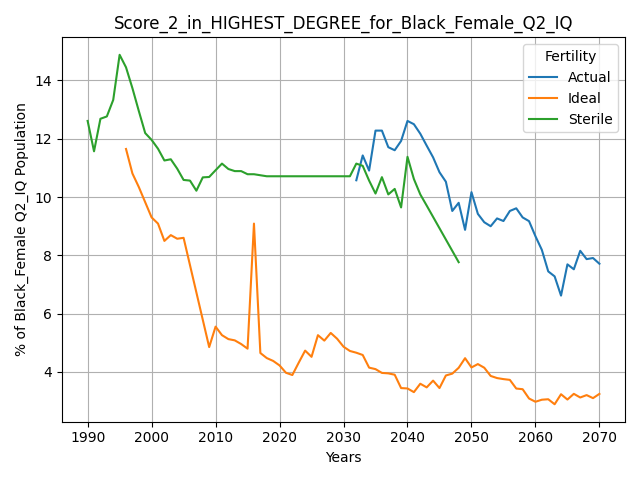 Score_2_in_HIGHEST_DEGREE_for_Black_Female_Q2_IQ
Fertility
Actual
Ideal
Sterile
% of Black_Female Q2_IQ Population
14
12
10
8
6
4
1990 2000 2010 2020 2030 2040 2050 2060 2070
Years